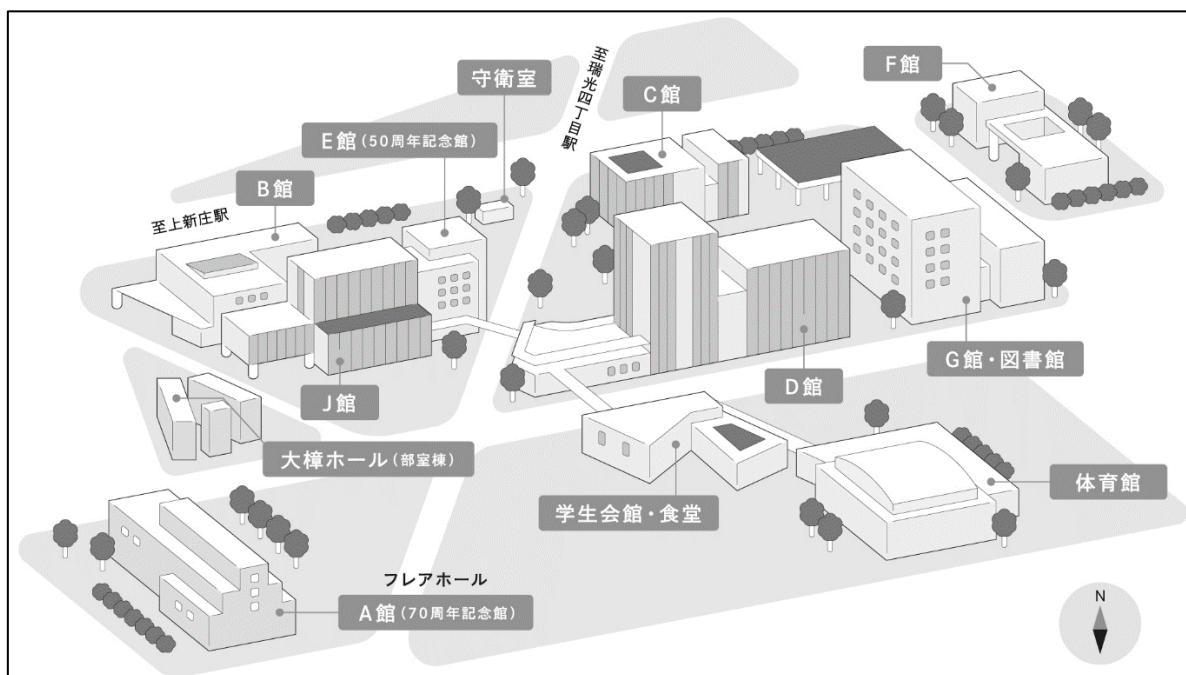 至瑞光四丁目駅
守衛室
C館
F館
E館(50周年記念館)
B館
至上新庄駅
G館・図書館
D館
J館
大樟ホール(部室棟)
体育館
学生会館・食堂
フレアホール
A館(70周年記念館)
N